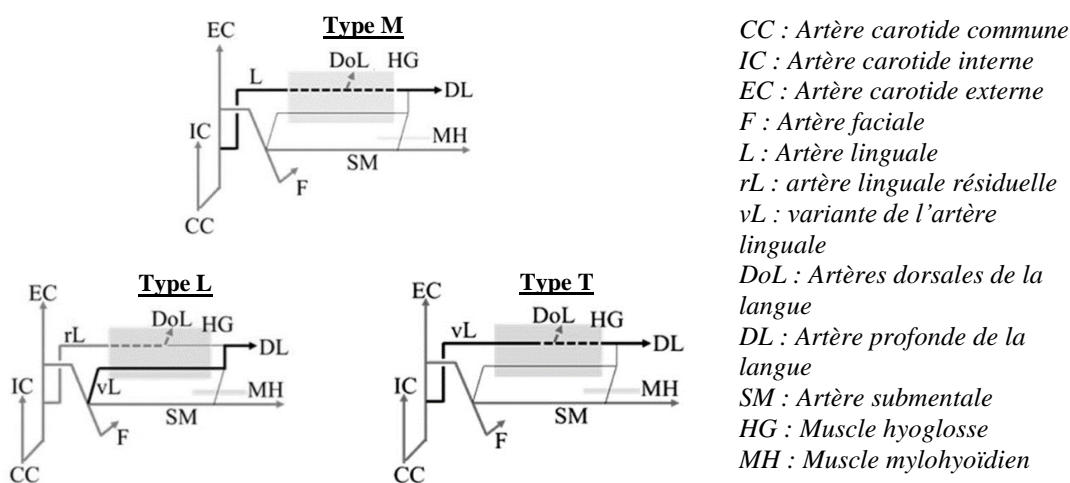 Type M
EC
DoL HG
L
DL
IC
MH
SM
F
CC
Type L
EC
DoL HG
rL
DL
IC
vL
MH
SM
F
CC
Type T
EC
DoL HG
vL
DL
IC
MH
SM
F
CC
CC : Artère carotide commune
IC : Artère carotide interne
EC : Artère carotide externe
F : Artère faciale
L : Artère linguale
rL : artère linguale résiduelle
vL : variante de l'artère
linguale
DoL : Artères dorsales de la
langue
DL : Artère profonde de la
langue
SM : Artère submentale
HG : Muscle hyoglosse
MH : Muscle mylohyoïdien